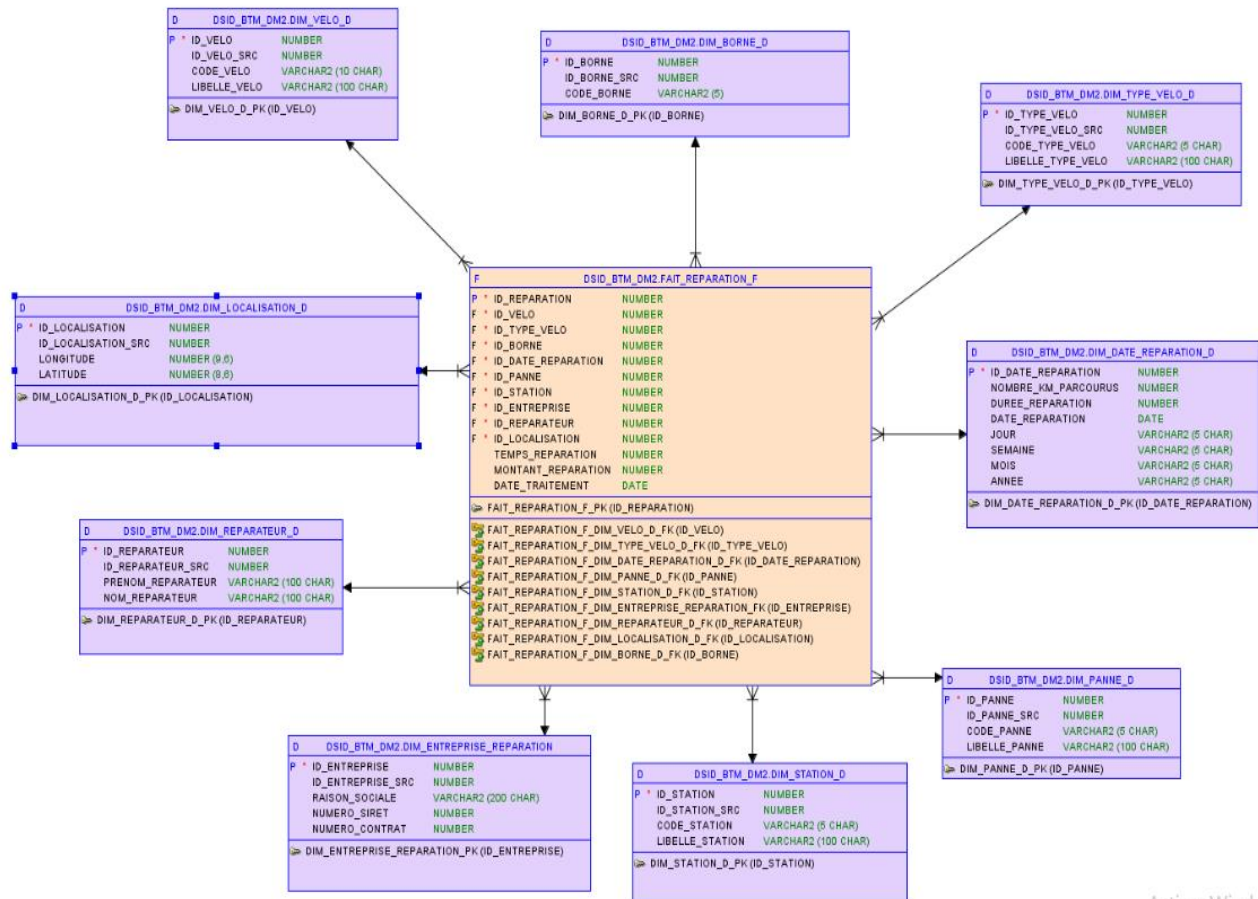 D DSID_BTM_DM2.DIM_VELO_D
P * ID_VELO NUMBER
ID_VELO_SRC NUMBER
CODE_VELO VARCHAR2 (10 CHAR)
LIBELLE_VELO VARCHAR2 (100 CHAR)
DIM_VELO_D_PK (ID_VELO)
D DSID_BTM_DM2.DIM_BORNE_D
P * ID_BORNE NUMBER
ID_BORNE_SRC NUMBER
CODE_BORNE VARCHAR2 (5)
DIM_BORNE_D_PK (ID_BORNE)
D DSID_BTM_DM2.DIM_TYPE_VELO_D
P * ID_TYPE_VELO NUMBER
ID_TYPE_VELO_SRC NUMBER
CODE_TYPE_VELO VARCHAR2 (5 CHAR)
LIBELLE_TYPE_VELO VARCHAR2 (100 CHAR)
DIM_TYPE_VELO_D_PK (ID_TYPE_VELO)
F DSID_BTM_DM2.FAIT_REPARATION_F
P * ID_REPARATION NUMBER
F * ID_VELO NUMBER
F * ID_TYPE_VELO NUMBER
F * ID_BORNE NUMBER
F * ID_DATE_REPARATION NUMBER
F * ID_PANNE NUMBER
F * ID_STATION NUMBER
F * ID_ENTREPRISE NUMBER
F * ID_REPARATEUR NUMBER
F * ID_LOCALISATION NUMBER
TEMPS_REPARATION NUMBER
MONTANT_REPARATION NUMBER
DATE_TRAITEMENT DATE
FAIT_REPARATION_F_PK (ID_REPARATION)
FAIT_REPARATION_F_DIM_VELO_D_FK (ID_VELO)
FAIT_REPARATION_F_DIM_TYPE_VELO_D_FK (ID_TYPE_VELO)
FAIT_REPARATION_F_DIM_DATE_REPARATION_D_FK (ID_DATE_REPARATION)
FAIT_REPARATION_F_DIM_PANNE_D_FK (ID_PANNE)
FAIT_REPARATION_F_DIM_STATION_D_FK (ID_STATION)
FAIT_REPARATION_F_DIM_ENTREPRISE_REPARATION_FK (ID_ENTREPRISE)
FAIT_REPARATION_F_DIM_REPARATEUR_D_FK (ID_REPARATEUR)
FAIT_REPARATION_F_DIM_LOCALISATION_D_FK (ID_LOCALISATION)
FAIT_REPARATION_F_DIM_BORNE_D_FK (ID_BORNE)
D DSID_BTM_DM2.DIM_LOCALISATION_D
P * ID_LOCALISATION NUMBER
ID_LOCALISATION_SRC NUMBER
LONGITUDE NUMBER (9,6)
LATITUDE NUMBER (8,6)
DIM_LOCALISATION_D_PK (ID_LOCALISATION)
D DSID_BTM_DM2.DIM_DATE_REPARATION_D
P * ID_DATE_REPARATION NUMBER
NOMBRE_KM_PARCOURUS NUMBER
DUREE_REPARATION NUMBER
DATE_REPARATION DATE
JOUR VARCHAR2 (5 CHAR)
SEMAINE VARCHAR2 (5 CHAR)
MOIS VARCHAR2 (5 CHAR)
ANNEE VARCHAR2 (5 CHAR)
DIM_DATE_REPARATION_D_PK (ID_DATE_REPARATION)
D DSID_BTM_DM2.DIM_REPARATEUR_D
P * ID_REPARATEUR NUMBER
ID_REPARATEUR_SRC NUMBER
PRENOM_REPARATEUR VARCHAR2 (100 CHAR)
NOM_REPARATEUR VARCHAR2 (100 CHAR)
DIM_REPARATEUR_D_PK (ID_REPARATEUR)
D DSID_BTM_DM2.DIM_PANNE_D
P * ID_PANNE NUMBER
ID_PANNE_SRC NUMBER
CODE_PANNE VARCHAR2 (5 CHAR)
LIBELLE_PANNE VARCHAR2 (100 CHAR)
DIM_PANNE_D_PK (ID_PANNE)
D DSID_BTM_DM2.DIM_ENTREPRISE_REPARATION
P * ID_ENTREPRISE NUMBER
ID_ENTREPRISE_SRC NUMBER
RAISON_SOCIALE VARCHAR2 (200 CHAR)
NUMERO_SIRET NUMBER
NUMERO_CONTRAT NUMBER
DIM_ENTREPRISE_REPARATION_PK (ID_ENTREPRISE)
D DSID_BTM_DM2.DIM_STATION_D
P * ID_STATION NUMBER
ID_STATION_SRC NUMBER
CODE_STATION VARCHAR2 (5 CHAR)
LIBELLE_STATION VARCHAR2 (100 CHAR)
DIM_STATION_D_PK (ID_STATION)